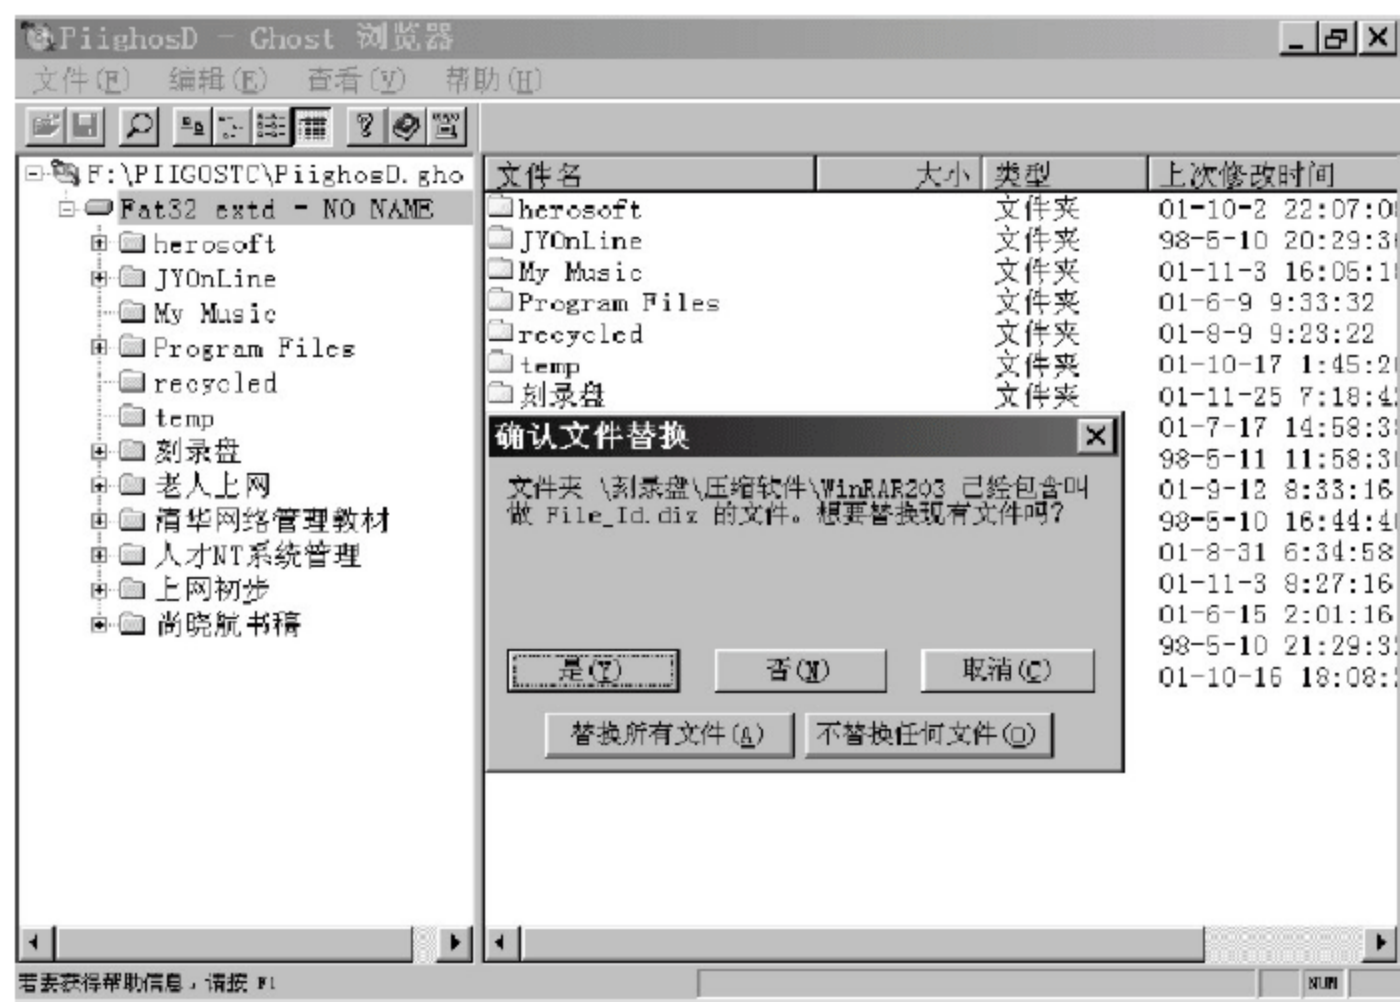 PiighosD - Ghost 浏览器
文件(F) 编辑(E) 查看(V) 帮助(H)
F:\PIIGOSTC\PiighosD.gho
Fat32 extd - NO NAME
herosoft
JYOnLine
My Music
Program Files
recycled
temp
刻录盘
老人上网
清华网络管理教材
人才NT系统管理
上网初步
尚晓航书稿
文件名 大小 类型 上次修改时间
herosoft 文件夹 01-10-2 22:07:0
JYOnLine 文件夹 98-5-10 20:29:3
My Music 文件夹 01-11-3 16:05:1
Program Files 文件夹 01-6-9 9:33:32
recycled 文件夹 01-8-9 9:23:22
temp 文件夹 01-10-17 1:45:2
刻录盘 文件夹 01-11-25 7:18:4
01-7-17 14:58:3
98-5-11 11:58:3
01-9-12 8:33:16
98-5-10 16:44:4
01-8-31 6:34:58
01-11-3 8:27:16
01-6-15 2:01:16
98-5-10 21:29:3
01-10-16 18:08:
确认文件替换
文件夹 \刻录盘\压缩软件\WinRAR203 已经包含叫
做 File_Id.diz 的文件。想要替换现有文件吗?
是(Y) 否(N) 取消(C)
替换所有文件(A) 不替换任何文件(O)
若要获得帮助信息，请按 F1
NUM